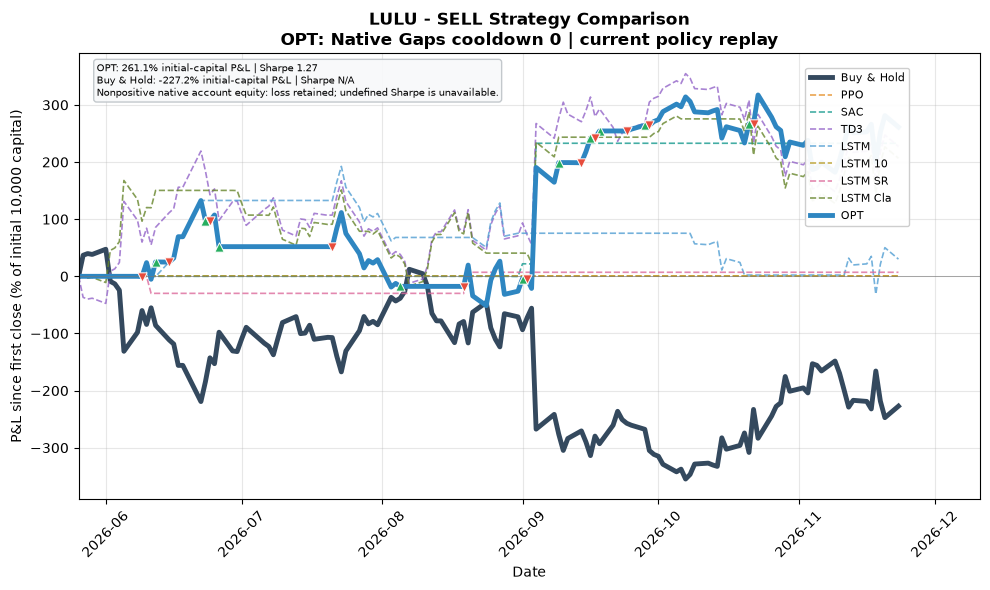 LULU - SELL Strategy Comparison
OPT: Native Gaps cooldown 0 | current policy replay
OPT: 261.1% initial-capital P&L | Sharpe 1.27
Buy & Hold: -227.2% initial-capital P&L | Sharpe N/A
Nonpositive native account equity: loss retained; undefined Sharpe is unavailable.
Buy & Hold
PPO
SAC
TD3
LSTM
LSTM 10
LSTM SR
LSTM Cla
OPT
P&L since first close (% of initial 10,000 capital)
300
200
100
0
−100
−200
−300
2026-06
2026-07
2026-08
2026-09
2026-10
2026-11
2026-12
Date